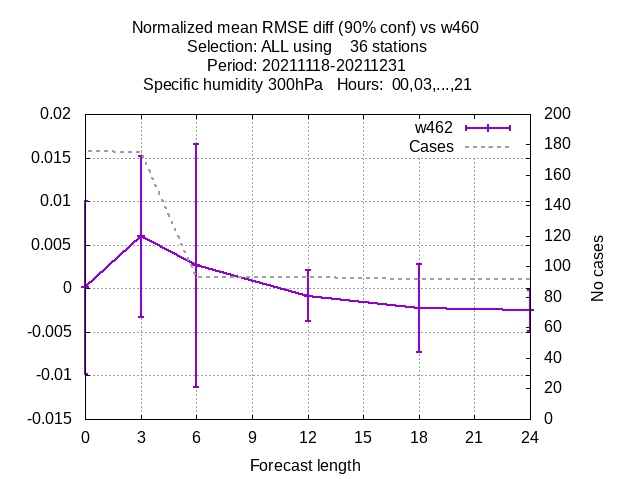 Normalized mean RMSE diff (90% conf) vs w460
Selection: ALL using    36 stations
Period: 20211118-20211231
Specific humidity 300hPa   Hours:  00,03,...,21
w462
Cases
0.02
0.015
0.01
0.005
0
-0.005
-0.01
-0.015
200
180
160
140
120
100
80
60
40
20
0
No cases
0 3 6 9 12 15 18 21 24
Forecast length